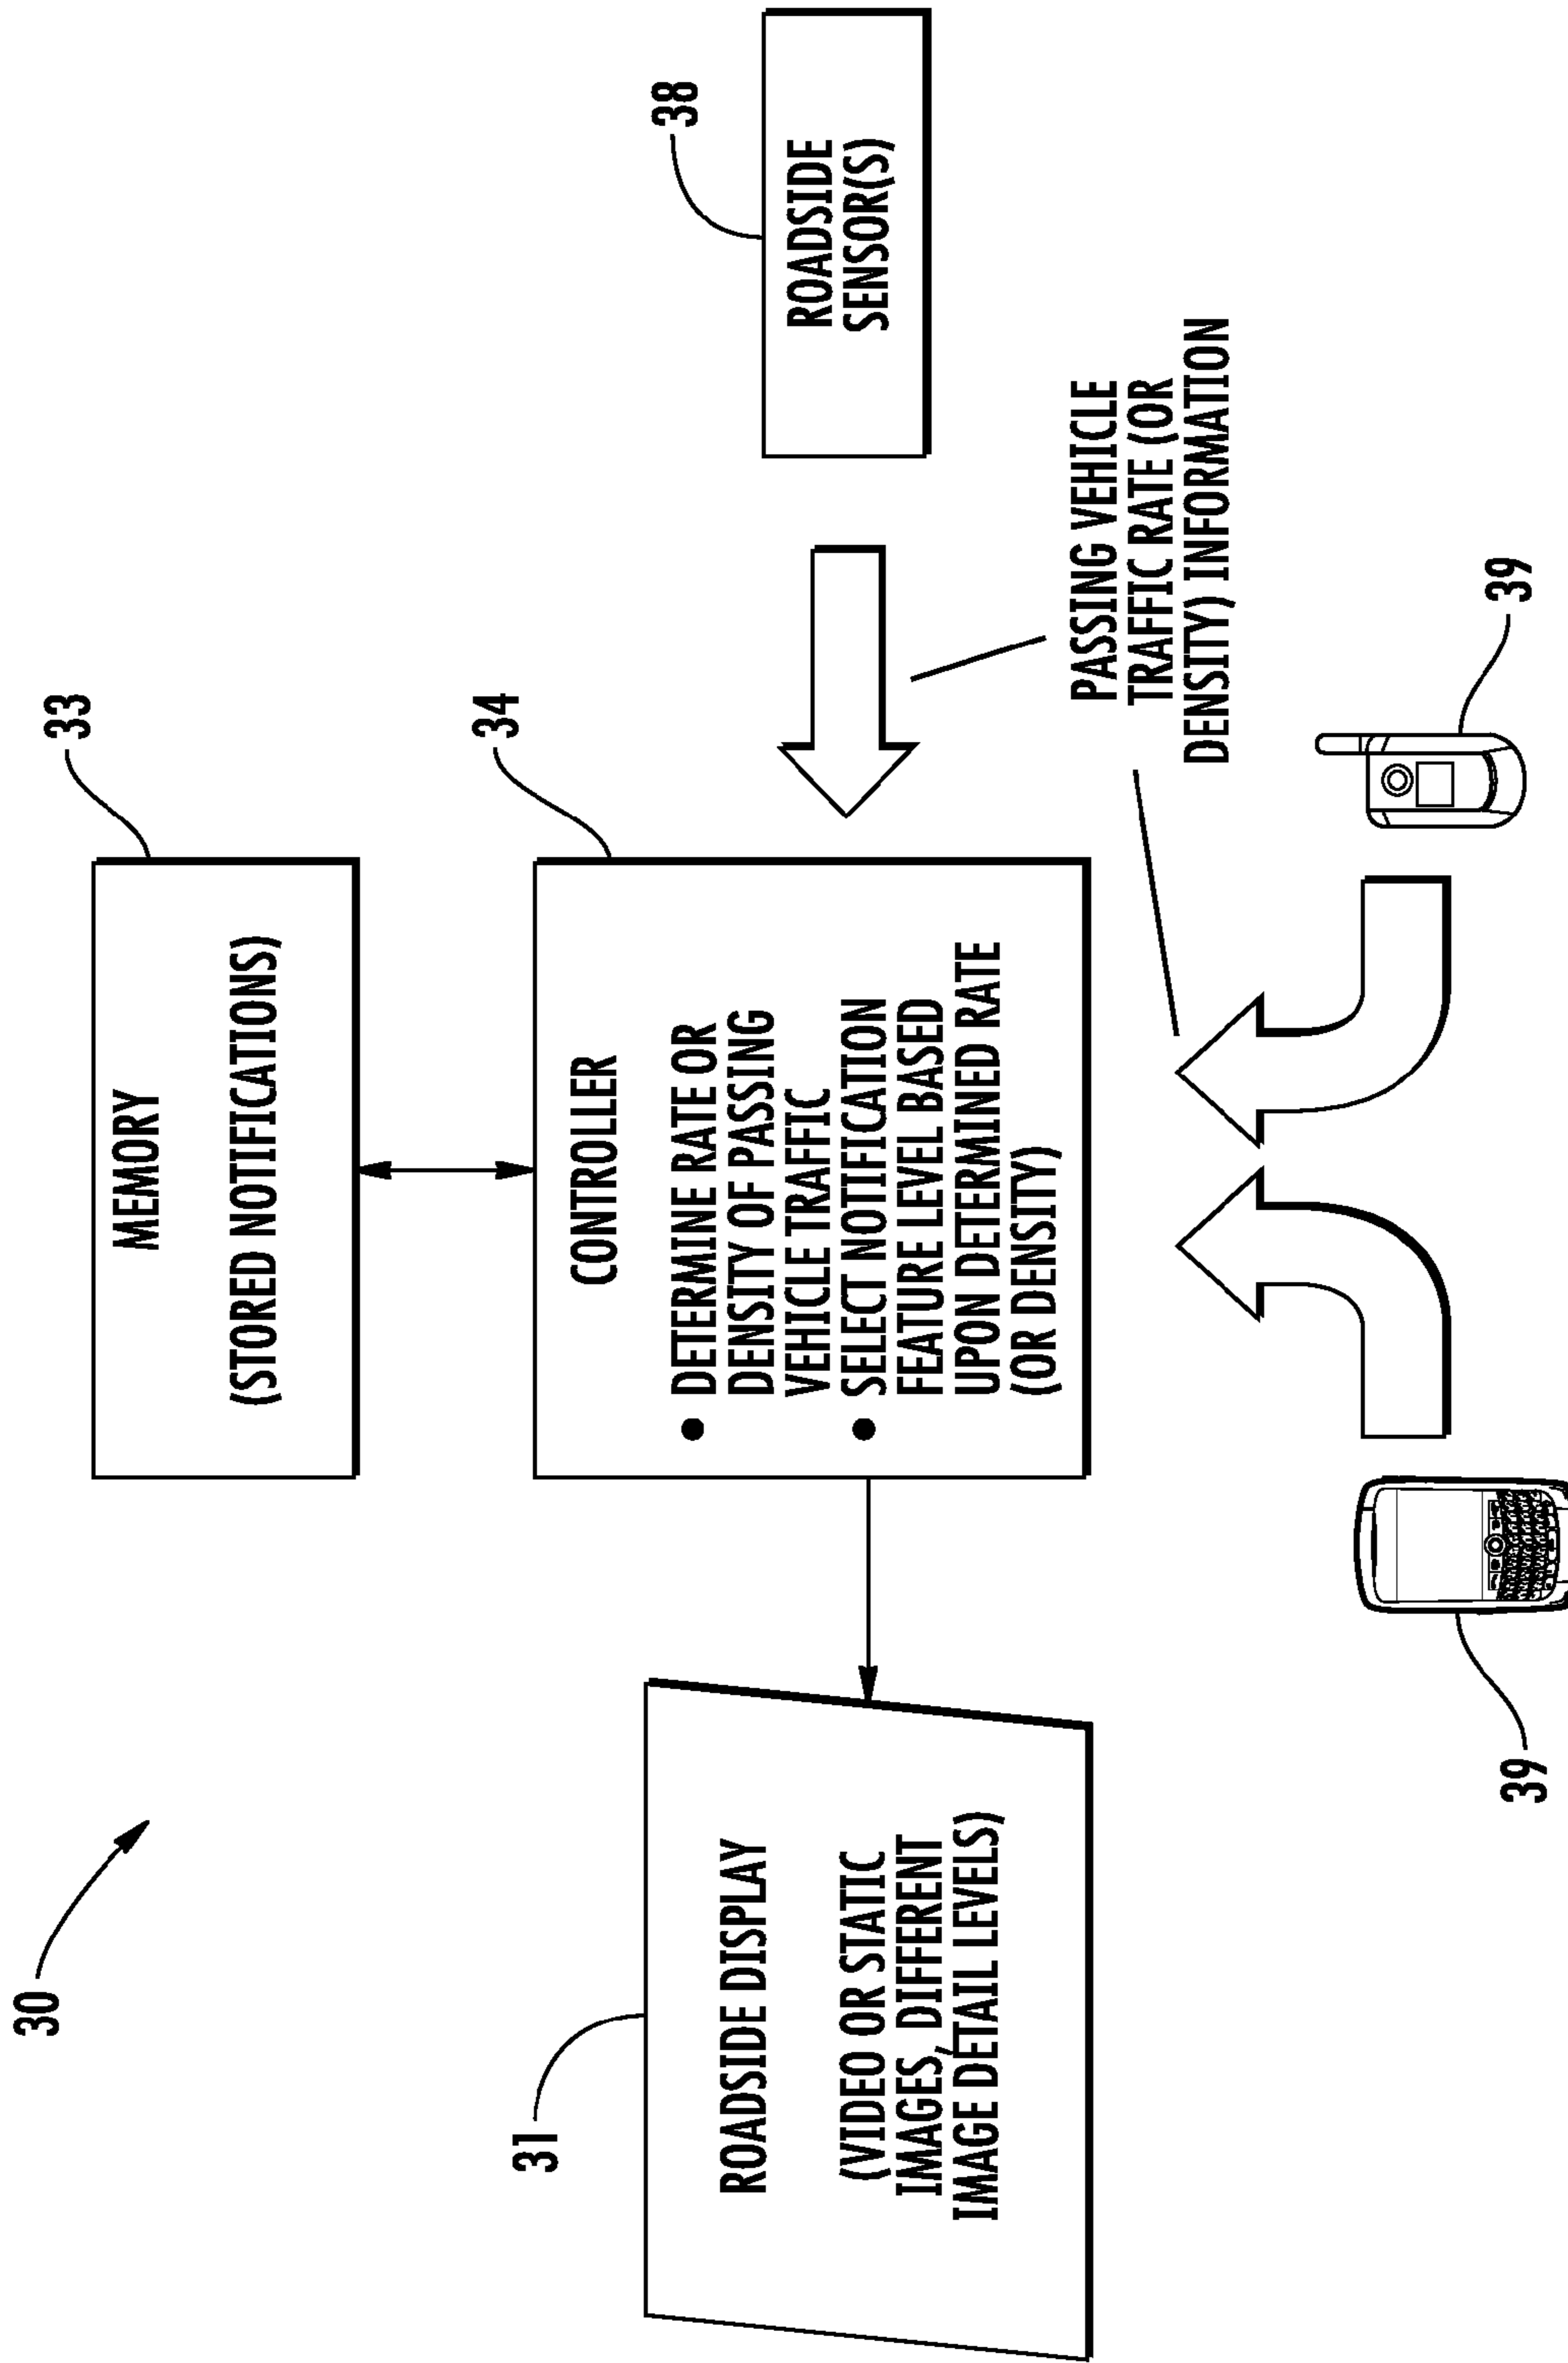 30
33
MEMORY
(STORED NOTIFICATIONS)
34
CONTROLLER
• DETERMINE RATE OR
DENSITY OF PASSING
VEHICLE TRAFFIC
• SELECT NOTIFICATION
FEATURE LEVEL BASED
UPON DETERMINED RATE
(OR DENSITY)
31
ROADSIDE DISPLAY
(VIDEO OR STATIC
IMAGES, DIFFERENT
IMAGE DETAIL LEVELS)
38
ROADSIDE
SENSOR(S)
PASSING VEHICLE
TRAFFIC RATE (OR
DENSITY) INFORMATION
39
39